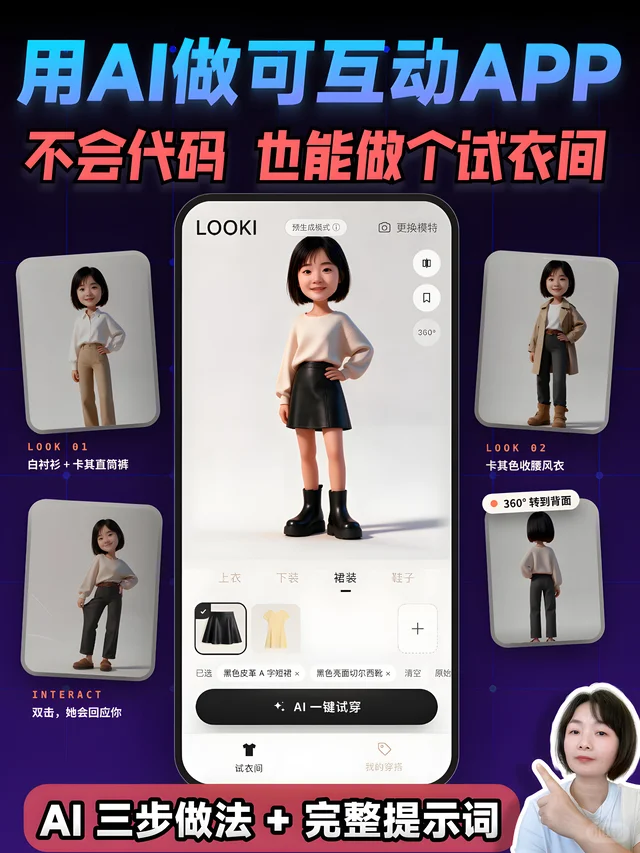 用AI做可互动APP
不会代码 也能做个试衣间
LOOKI
预生成模式
更换模特
360°
LOOK 01
白衬衫 + 卡其直筒裤
LOOK 02
卡其色收腰风衣
360° 转到背面
INTERACT
双击，她会回应你
上衣 下装 裙装 鞋子
+
已选 黑色皮革 A 字短裙 × 黑色亮面切尔西靴 × 清空 原始
AI 一键试穿
试衣间
我的穿搭
AI 三步做法 + 完整提示词